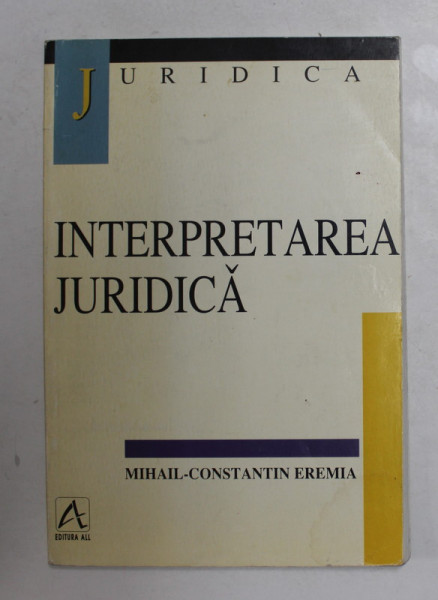 JURIDICA
INTERPRETAREA
JURIDICĂ
MIHAIL-CONSTANTIN EREMIA
EDITURA ALL